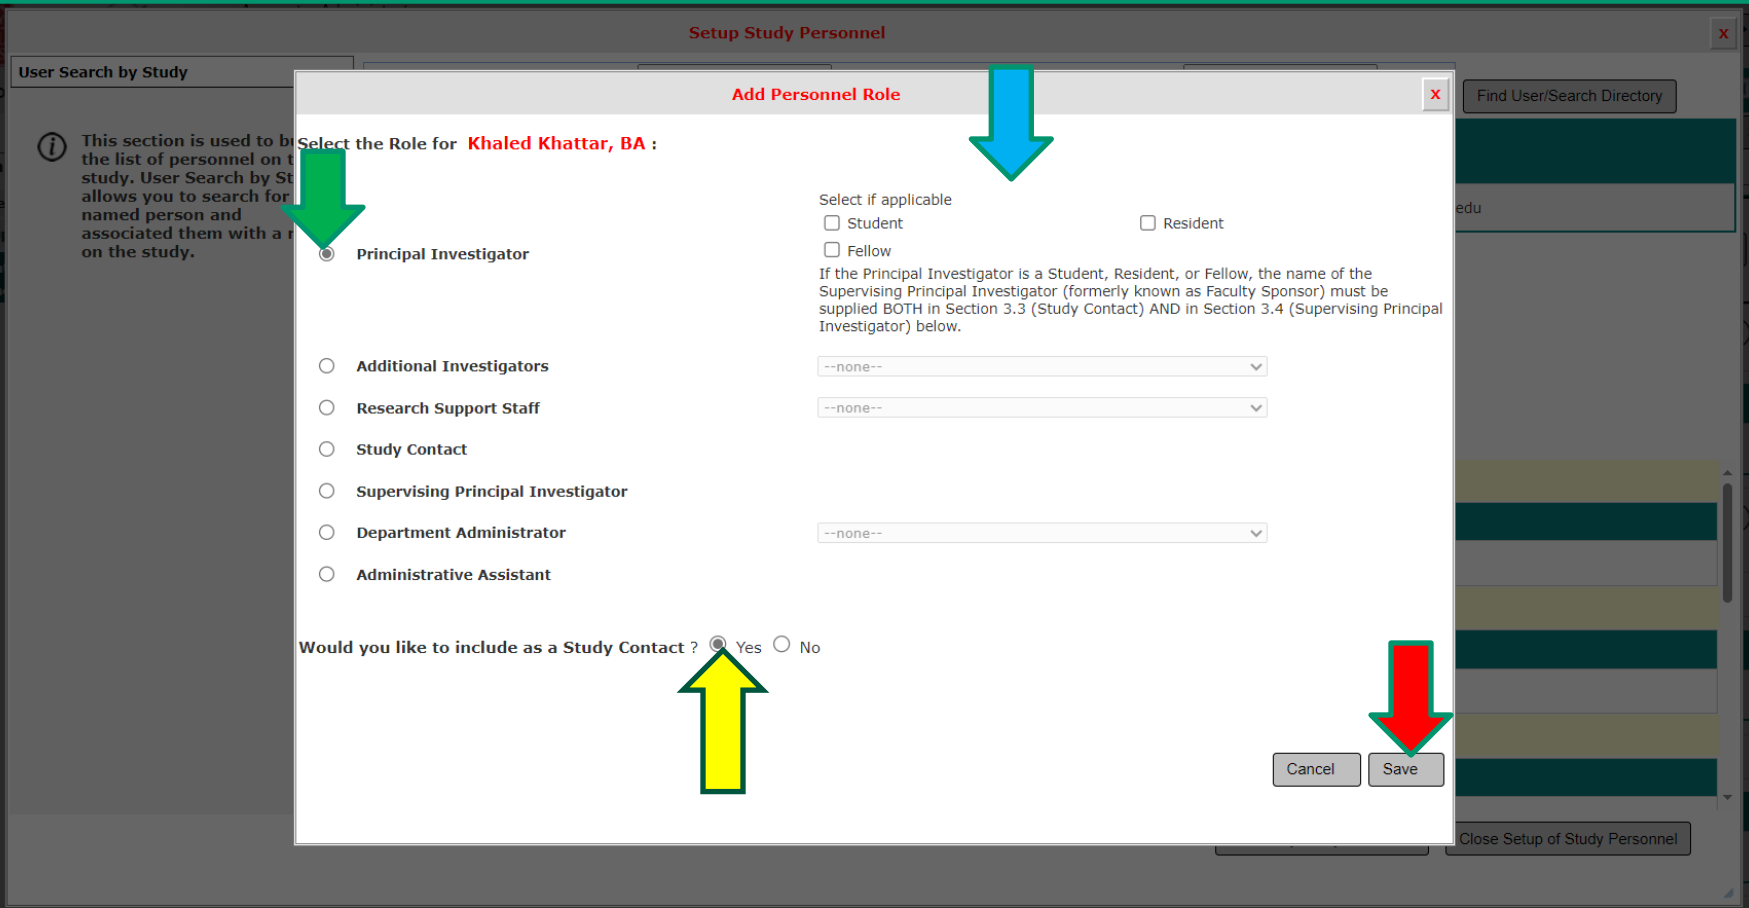 Setup Study Personnel
x
User Search by Study
Find User/Search Directory
Add Personnel Role
x
This section is used to
the list of personnel on
study. User Search by
allows you to search for
named person and
associated them with a
on the study.
Select the Role for Khaled Khattar, BA :
edu
Select if applicable
Student
Resident
Fellow
Principal Investigator
If the Principal Investigator is a Student, Resident, or Fellow, the name of the
Supervising Principal Investigator (formerly known as Faculty Sponsor) must be
supplied BOTH in Section 3.3 (Study Contact) AND in Section 3.4 (Supervising Principal
Investigator) below.
Additional Investigators
--none--
Research Support Staff
--none--
Study Contact
Supervising Principal Investigator
Department Administrator
--none--
Administrative Assistant
Would you like to include as a Study Contact ? Yes No
Cancel
Save
Close Setup of Study Personnel